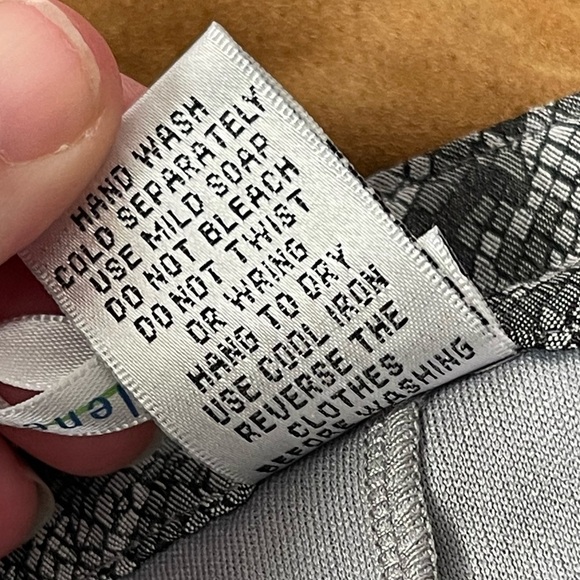 HAND WASH
COLD SEPARATELY
USE MILD SOAP
DO NOT BLEACH
DO NOT TWIST
OR WRING
HANG TO DRY
USE COOL IRON
REVERSE THE
CLOTHES
BEFORE WASHING